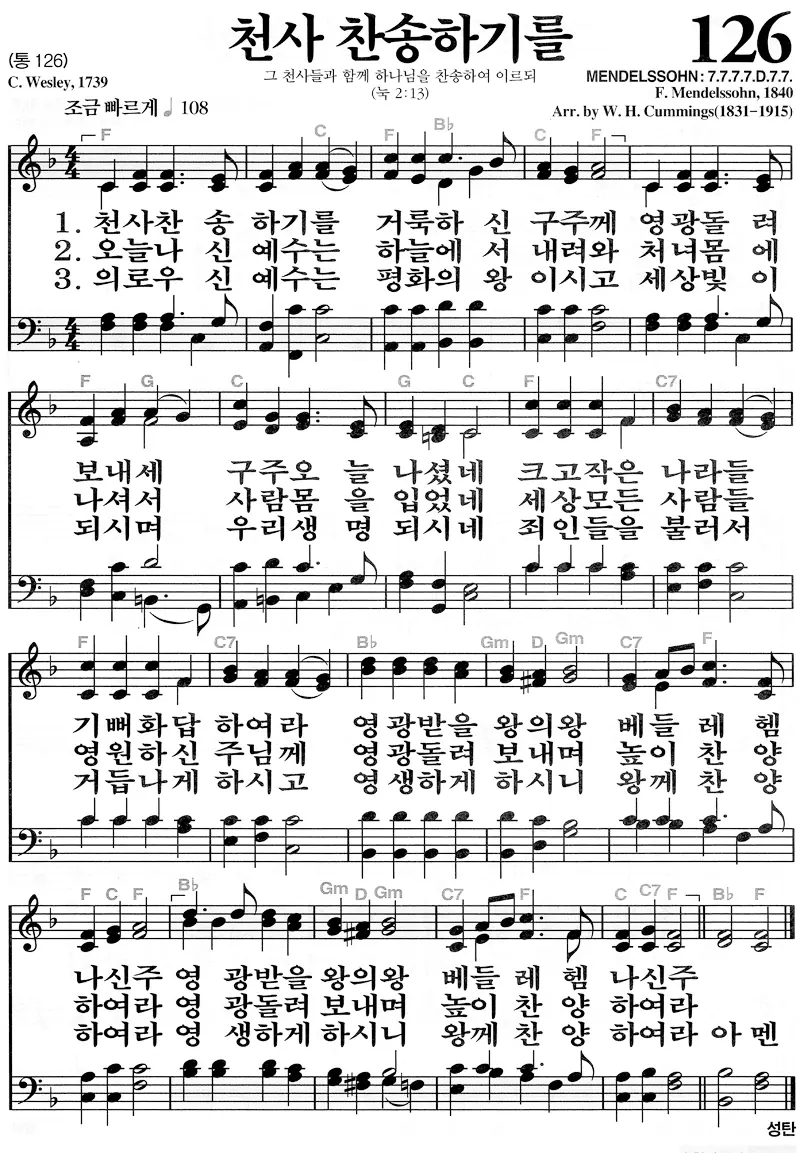 천사 찬송하기를
126
(통 126)
C. Wesley, 1739
그 천사들과 함께 하나님을 찬송하여 이르되
(눅 2:13)
MENDELSSOHN : 7.7.7.7.D.7.7.
F. Mendelssohn, 1840
Arr. by W. H. Cummings(1831-1915)
조금 빠르게 ♩ 108
F C F B♭ C F
1. 천사찬 송 하기를 거룩하 신 구주께 영광돌 려
2. 오늘나 신 예수는 하늘에 서 내려와 처녀몸 에
3. 의로우 신 예수는 평화의 왕 이시고 세상빛 이
F G C G C F C7
보내세 구주오 늘 나셨네 크고작은 나라들
나셔서 사람몸 을 입었네 세상모든 사람들
되시며 우리생 명 되시네 죄인들을 불러서
F C7 B♭ Gm D Gm C7 F
기뻐화답 하여라 영광받을 왕의왕 베들 레 헴
영원하신 주님께 영광돌려 보내며 높이 찬 양
거듭나게 하시고 영생하게 하시니 왕께 찬 양
F C F B♭ Gm D Gm C7 F C C7 F B♭ F
나신주 영 광받을 왕의왕 베들 레 헴 나신주
하여라 영 광돌려 보내며 높이 찬 양 하여라
하여라 영 생하게 하시니 왕께 찬 양 하여라 아 멘
성탄